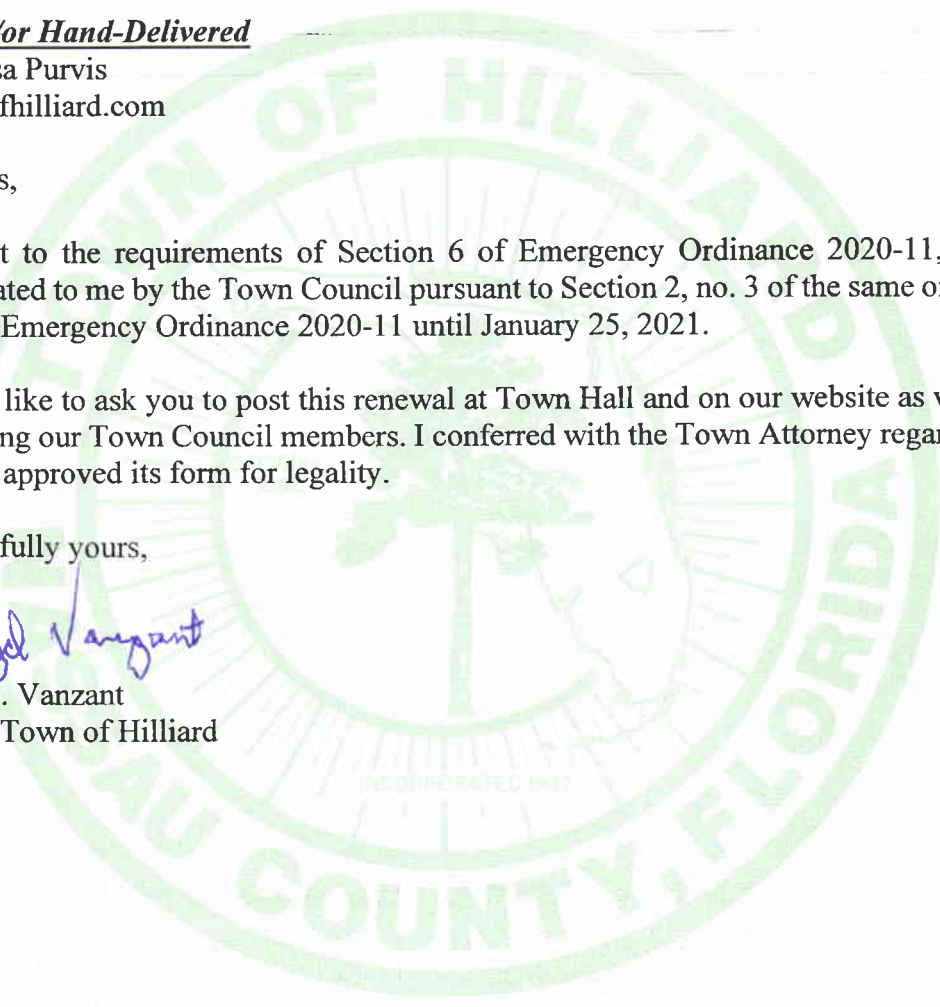 /or Hand-Delivered
sa Purvis
fhilliard.com
s,
t to the requirements of Section 6 of Emergency Ordinance 2020-11,
ated to me by the Town Council pursuant to Section 2, no. 3 of the same or
Emergency Ordinance 2020-11 until January 25, 2021.
like to ask you to post this renewal at Town Hall and on our website as w
ng our Town Council members. I conferred with the Town Attorney regar
approved its form for legality.
fully yours,
Vanzant
. Vanzant
Town of Hilliard
TOWN OF HILLIARD
NASSAU COUNTY, FLORIDA